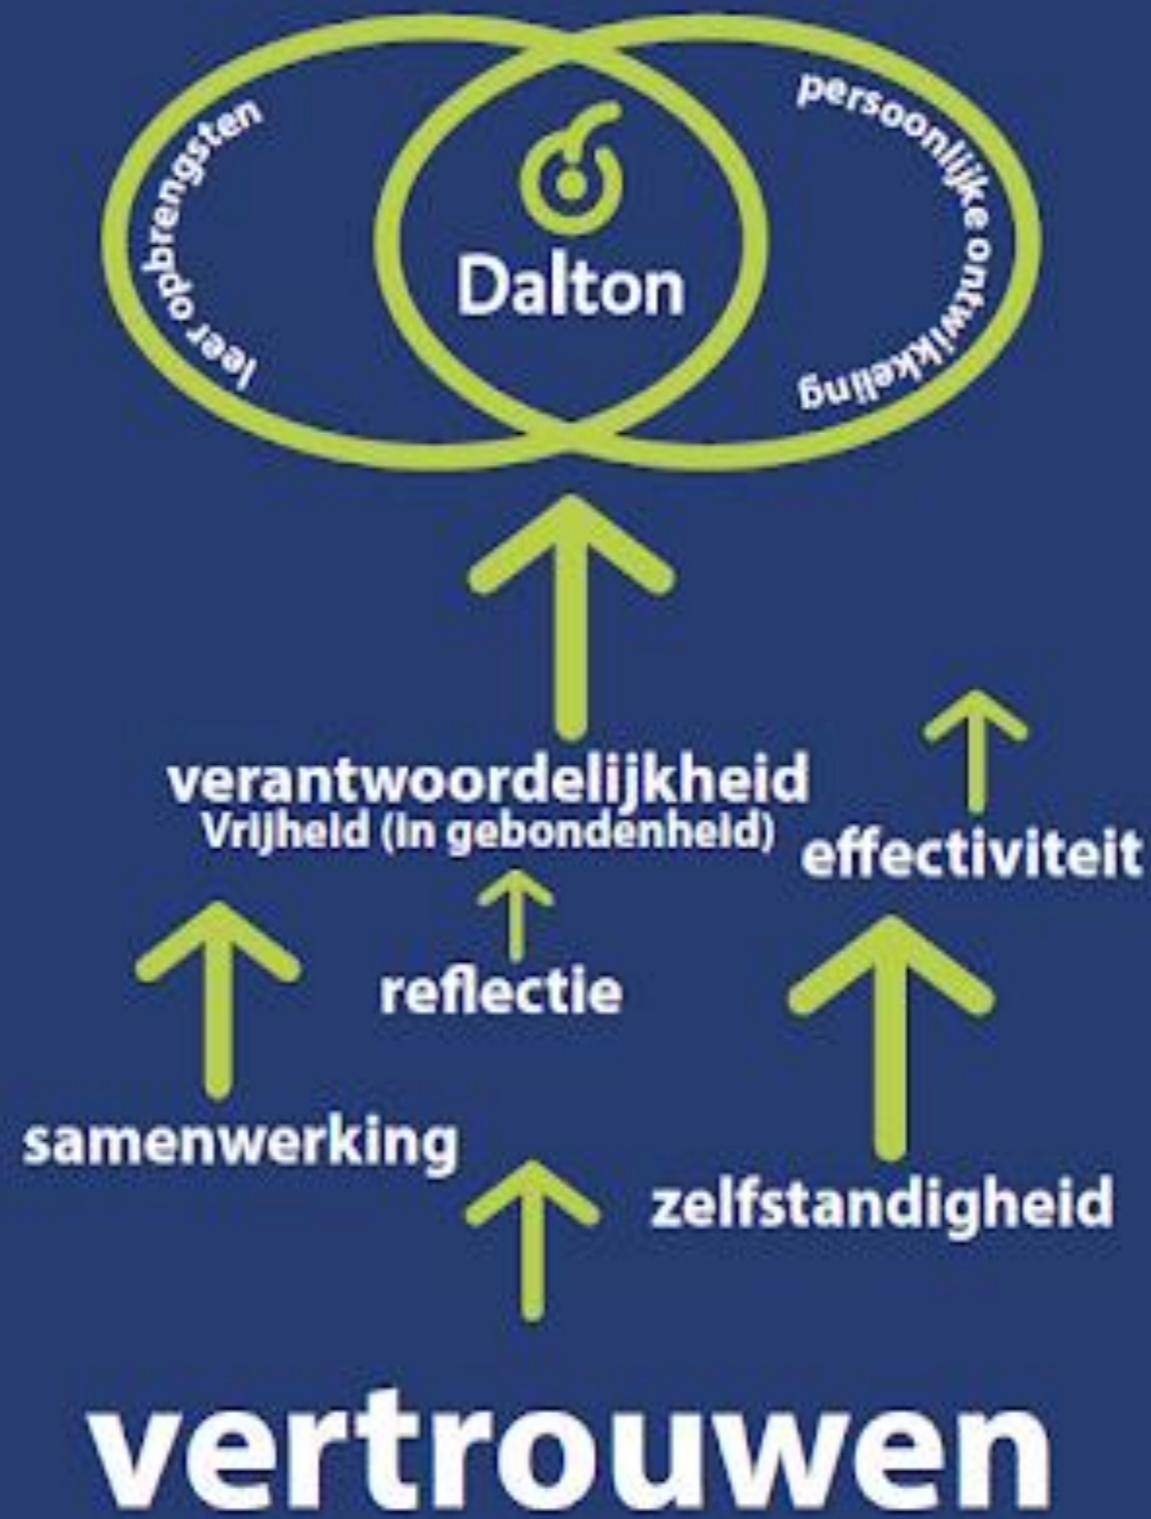 leer opbrengsten
persoonlijke ontwikkeling
Dalton
verantwoordelijkheid
Vrijheid (in gebondenheid)
effectiviteit
reflectie
samenwerking
zelfstandigheid
vertrouwen